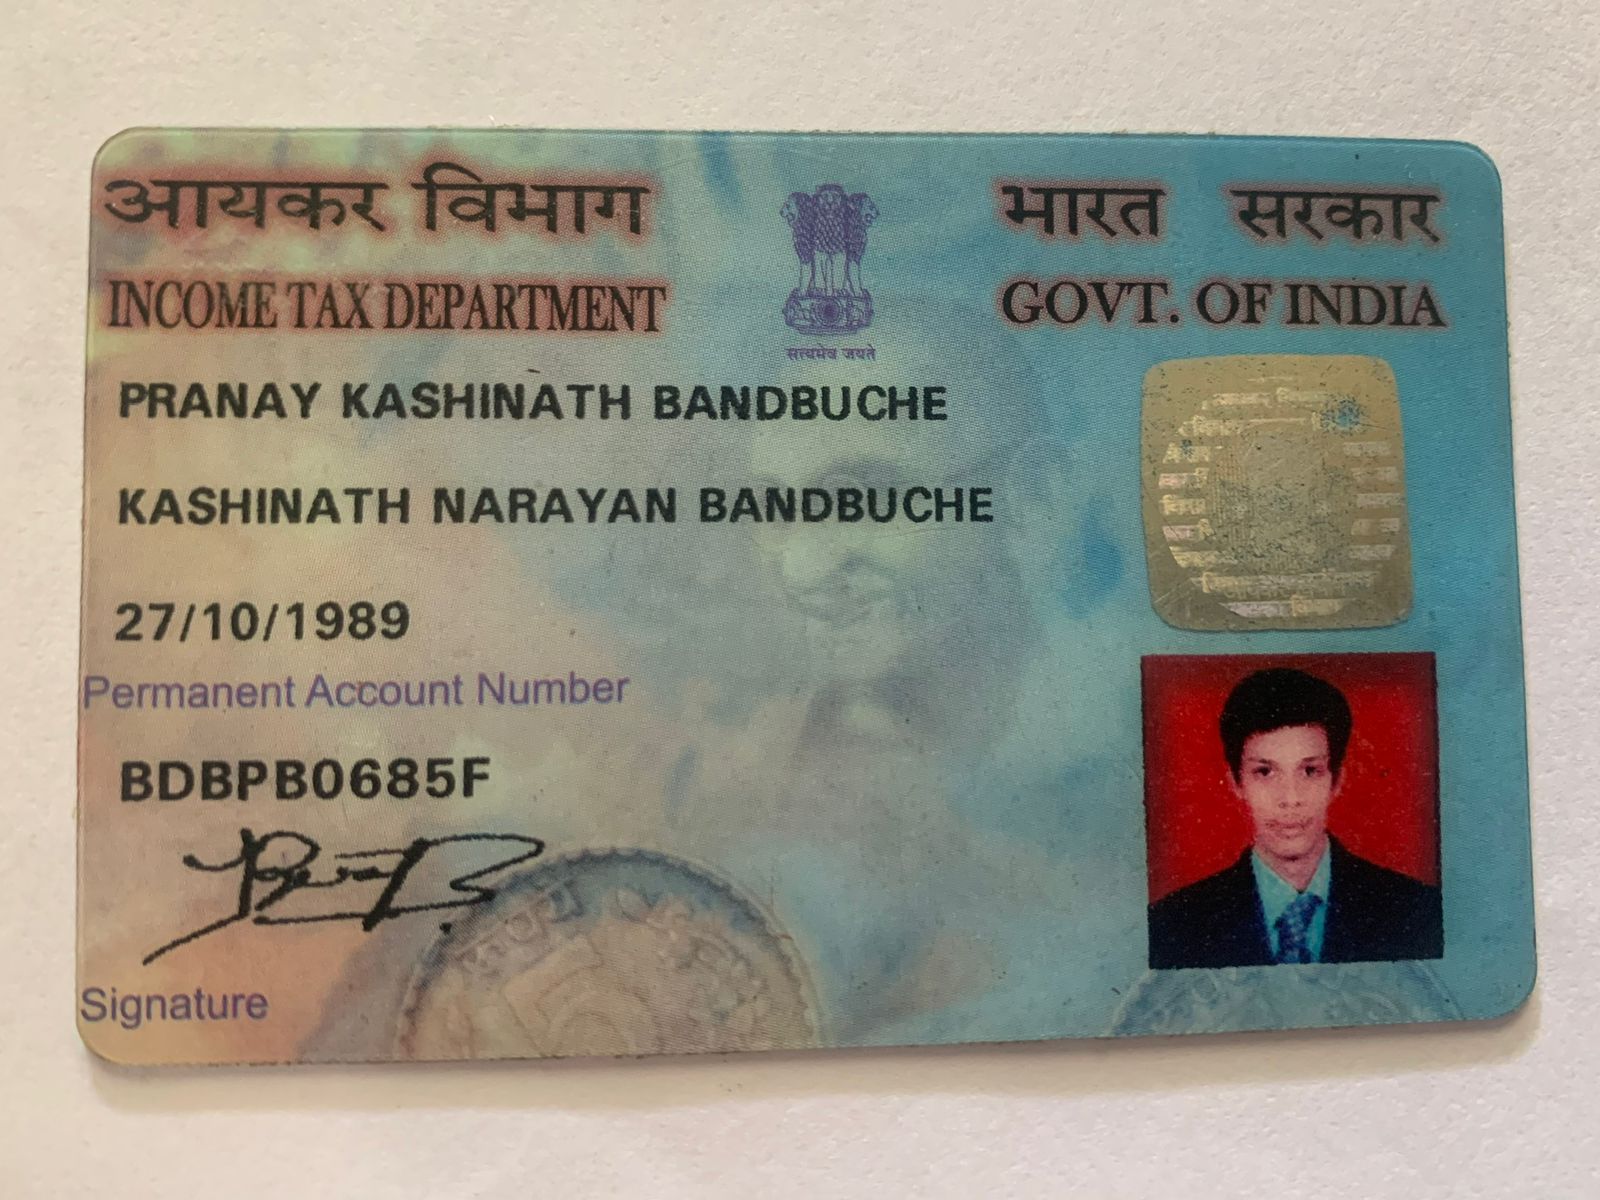 आयकर विभाग
INCOME TAX DEPARTMENT
सत्यमेव जयते
भारत सरकार
GOVT. OF INDIA
PRANAY KASHINATH BANDBUCHE
KASHINATH NARAYAN BANDBUCHE
27/10/1989
Permanent Account Number
BDBPB0685F
Signature